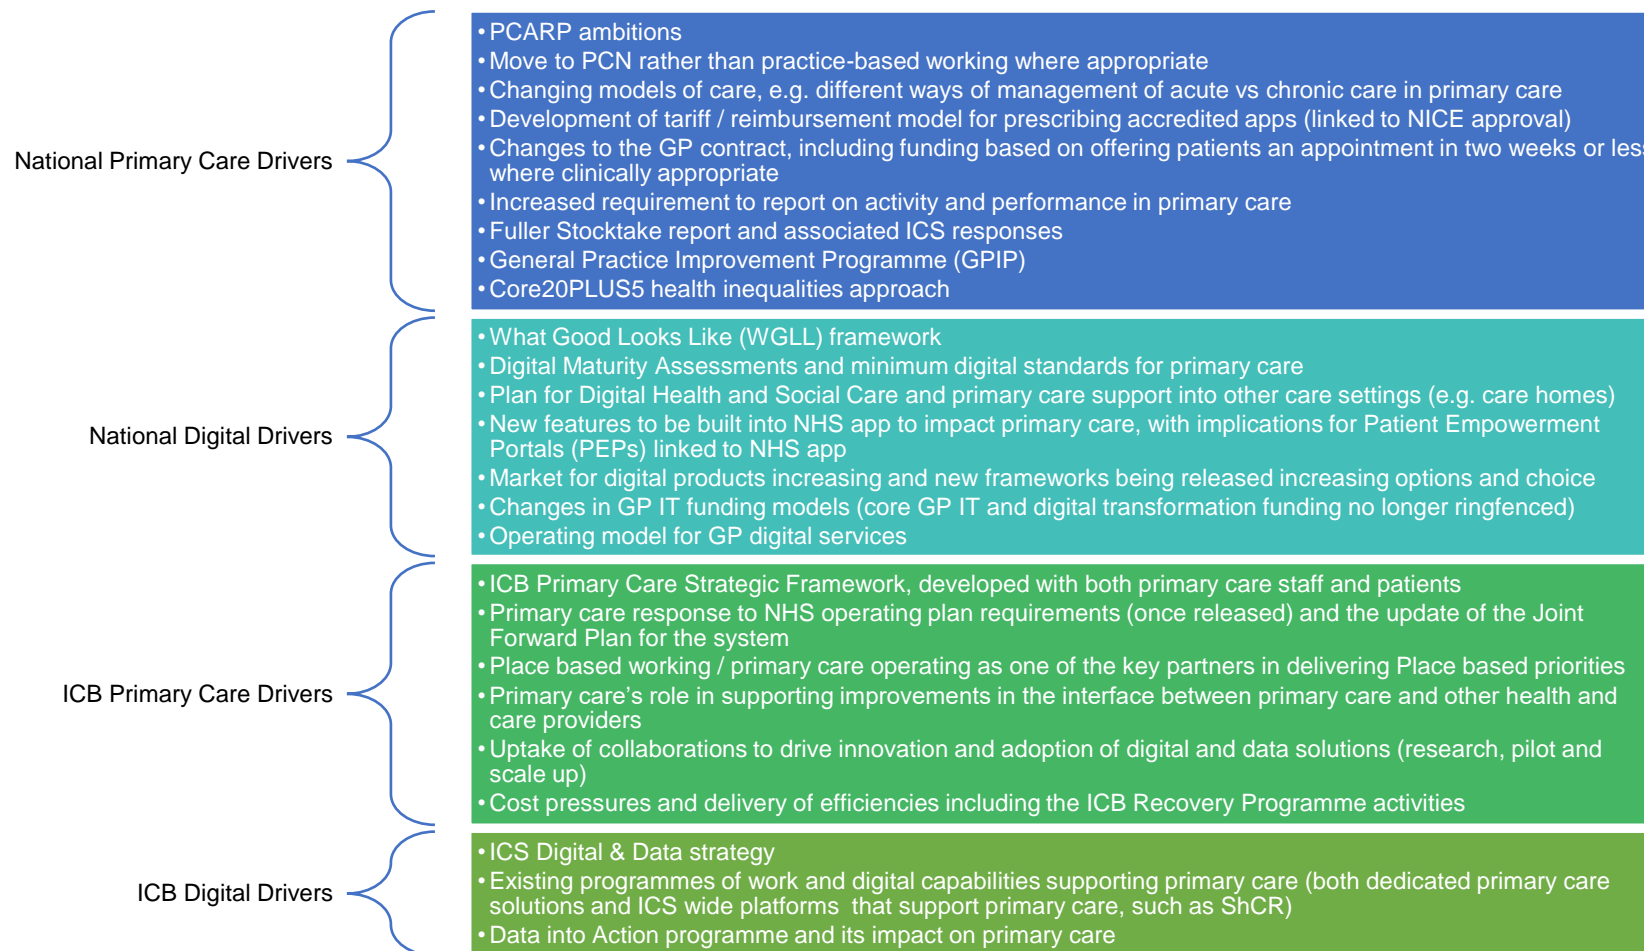 National Primary Care Drivers
• PCARP ambitions
• Move to PCN rather than practice-based working where appropriate
• Changing models of care, e.g. different ways of management of acute vs chronic care in primary care
• Development of tariff / reimbursement model for prescribing accredited apps (linked to NICE approval)
• Changes to the GP contract, including funding based on offering patients an appointment in two weeks or less
where clinically appropriate
• Increased requirement to report on activity and performance in primary care
• Fuller Stocktake report and associated ICS responses
• General Practice Improvement Programme (GPIP)
• Core20PLUS5 health inequalities approach
National Digital Drivers
• What Good Looks Like (WGLL) framework
• Digital Maturity Assessments and minimum digital standards for primary care
• Plan for Digital Health and Social Care and primary care support into other care settings (e.g. care homes)
• New features to be built into NHS app to impact primary care, with implications for Patient Empowerment
Portals (PEPs) linked to NHS app
• Market for digital products increasing and new frameworks being released increasing options and choice
• Changes in GP IT funding models (core GP IT and digital transformation funding no longer ringfenced)
• Operating model for GP digital services
ICB Primary Care Drivers
• ICB Primary Care Strategic Framework, developed with both primary care staff and patients
• Primary care response to NHS operating plan requirements (once released) and the update of the Joint
Forward Plan for the system
• Place based working / primary care operating as one of the key partners in delivering Place based priorities
• Primary care’s role in supporting improvements in the interface between primary care and other health and
care providers
• Uptake of collaborations to drive innovation and adoption of digital and data solutions (research, pilot and
scale up)
• Cost pressures and delivery of efficiencies including the ICB Recovery Programme activities
ICB Digital Drivers
• ICS Digital & Data strategy
• Existing programmes of work and digital capabilities supporting primary care (both dedicated primary care
solutions and ICS wide platforms that support primary care, such as ShCR)
• Data into Action programme and its impact on primary care